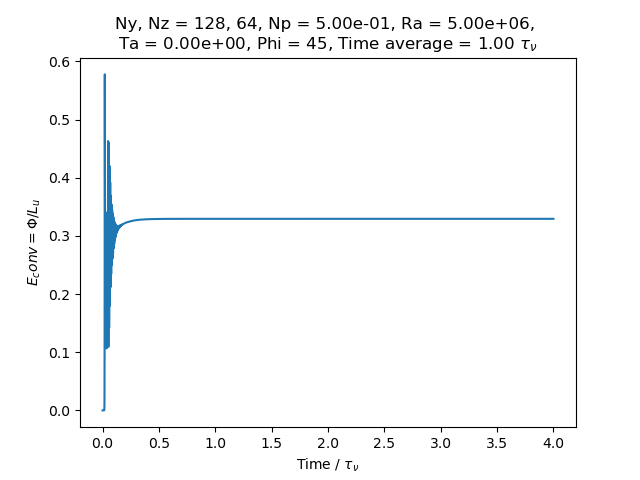 Ny, Nz = 128, 64, Np = 5.00e-01, Ra = 5.00e+06,
Ta = 0.00e+00, Phi = 45, Time average = 1.00 τ_ν
E_conv = Φ/L_u
0.6
0.5
0.4
0.3
0.2
0.1
0.0
0.0 0.5 1.0 1.5 2.0 2.5 3.0 3.5 4.0
Time / τ_ν